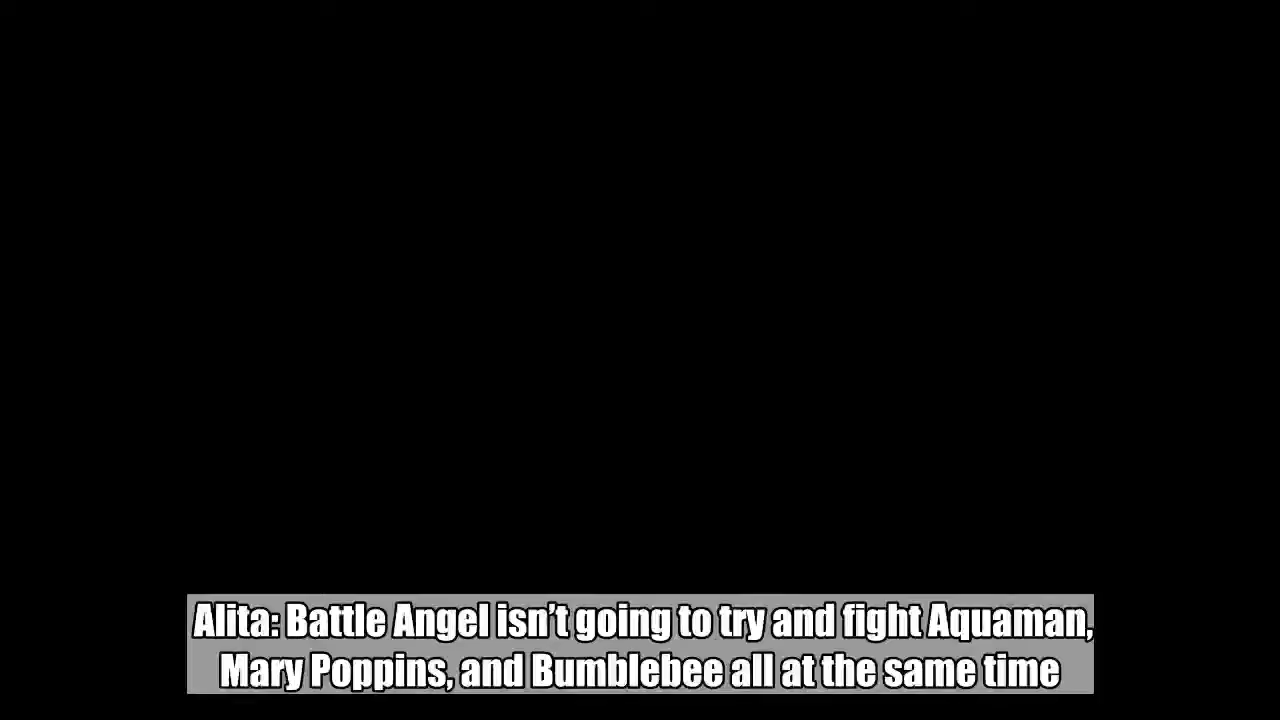 Alita: Battle Angel isn’t going to try and fight Aquaman,
Mary Poppins, and Bumblebee all at the same time